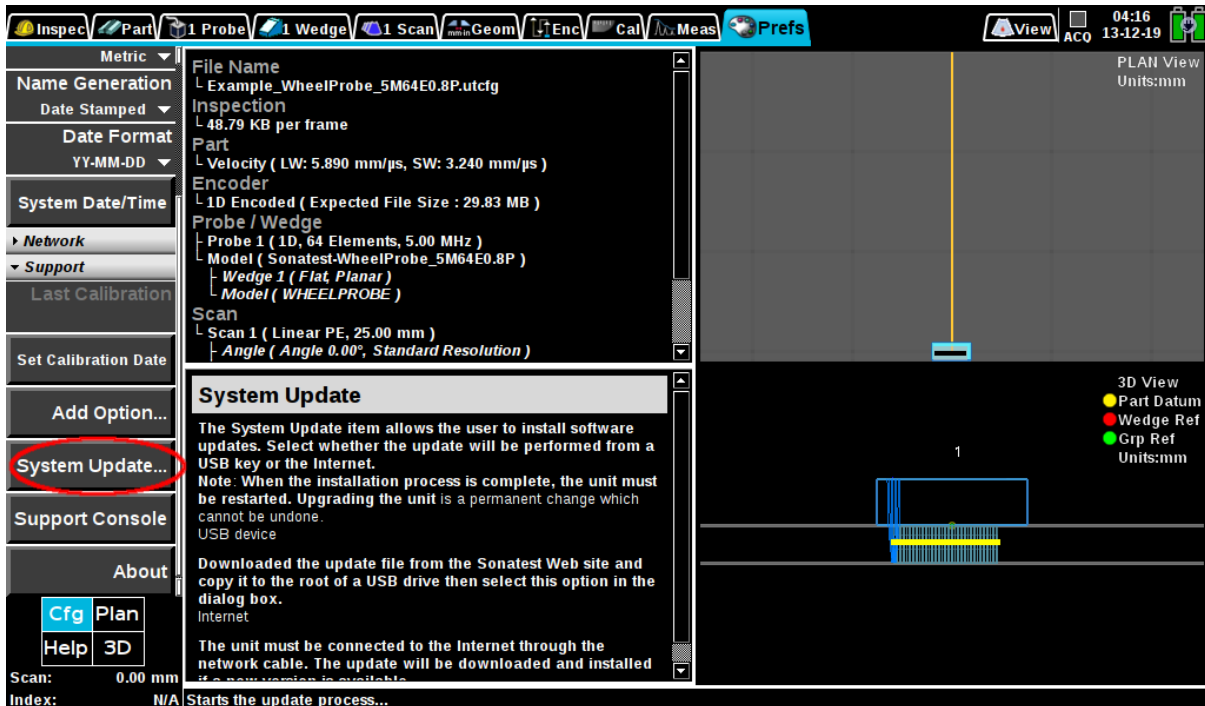 Inspec
Part
1 Probe
1 Wedge
1 Scan
mm in Geom
Enc
Cal
Meas
Prefs
View
ACQ
04:16
13-12-19
Metric
Name Generation
Date Stamped
Date Format
YY-MM-DD
System Date/Time
Network
Support
Last Calibration
Set Calibration Date
Add Option...
System Update...
Support Console
About
Cfg Plan
Help 3D
Scan: 0.00 mm
Index: N/A
File Name
Example_WheelProbe_5M64E0.8P.utcfg
Inspection
48.79 KB per frame
Part
Velocity ( LW: 5.890 mm/µs, SW: 3.240 mm/µs )
Encoder
1D Encoded ( Expected File Size : 29.83 MB )
Probe / Wedge
Probe 1 ( 1D, 64 Elements, 5.00 MHz )
Model ( Sonatest-WheelProbe_5M64E0.8P )
Wedge 1 ( Flat, Planar )
Model ( WHEELPROBE )
Scan
Scan 1 ( Linear PE, 25.00 mm )
Angle ( Angle 0.00°, Standard Resolution )
System Update
The System Update item allows the user to install software
updates. Select whether the update will be performed from a
USB key or the Internet.
Note: When the installation process is complete, the unit must
be restarted. Upgrading the unit is a permanent change which
cannot be undone.
USB device
Downloaded the update file from the Sonatest Web site and
copy it to the root of a USB drive then select this option in the
dialog box.
Internet
The unit must be connected to the Internet through the
network cable. The update will be downloaded and installed
if a new version is available.
Starts the update process...
PLAN View
Units:mm
3D View
Part Datum
Wedge Ref
Grp Ref
Units:mm
1